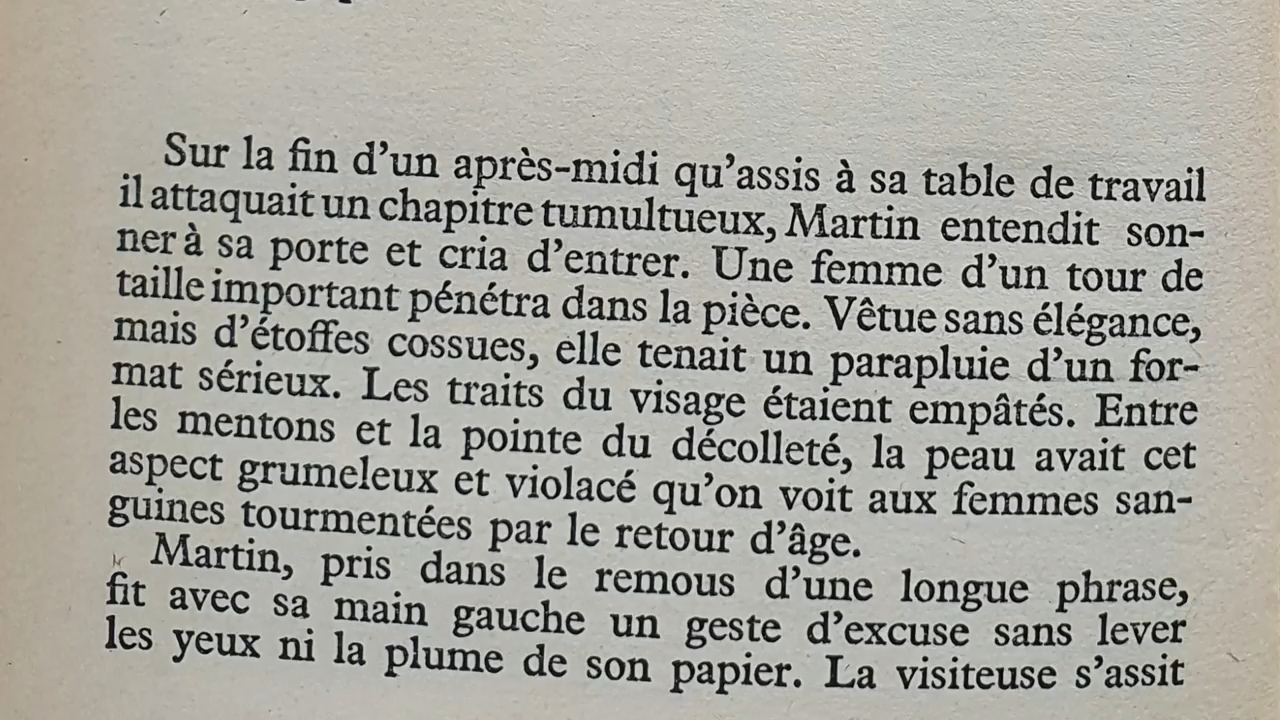 Sur la fin d'un après-midi qu'assis à sa table de travail
il attaquait un chapitre tumultueux, Martin entendit son-
ner à sa porte et cria d'entrer. Une femme d'un tour de
taille important pénétra dans la pièce. Vêtue sans élégance,
mais d'étoffes cossues, elle tenait un parapluie d'un for-
mat sérieux. Les traits du visage étaient empâtés. Entre
les mentons et la pointe du décolleté, la peau avait cet
aspect grumeleux et violacé qu'on voit aux femmes san-
guines tourmentées par le retour d'âge.
Martin, pris dans le remous d'une longue phrase,
fit avec sa main gauche un geste d'excuse sans lever
les yeux ni la plume de son papier. La visiteuse s'assit